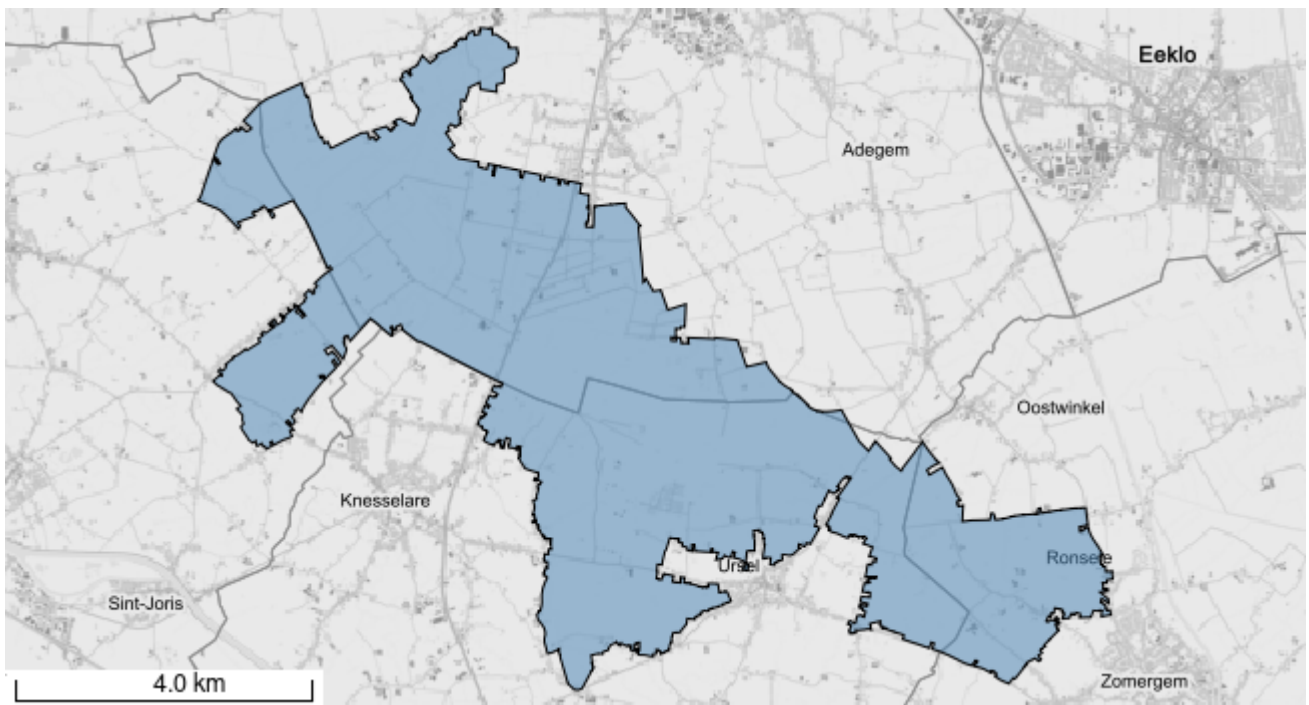 Eeklo
Adegem
Oostwinkel
Knesselare
Ronsele
Ursel
Sint-Joris
Zomergem
4.0 km